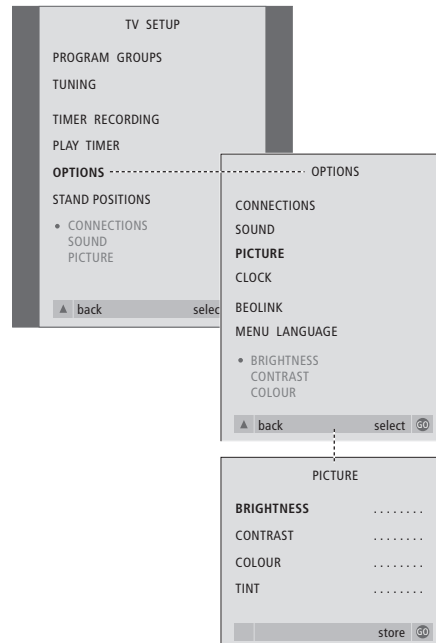 TV SETUP
PROGRAM GROUPS
TUNING
TIMER RECORDING
PLAY TIMER
OPTIONS
STAND POSITIONS
• CONNECTIONS
SOUND
PICTURE
▲ back selec
OPTIONS
CONNECTIONS
SOUND
PICTURE
CLOCK
BEOLINK
MENU LANGUAGE
• BRIGHTNESS
CONTRAST
COLOUR
▲ back select GO
PICTURE
BRIGHTNESS ........
CONTRAST ........
COLOUR ........
TINT ........
store GO